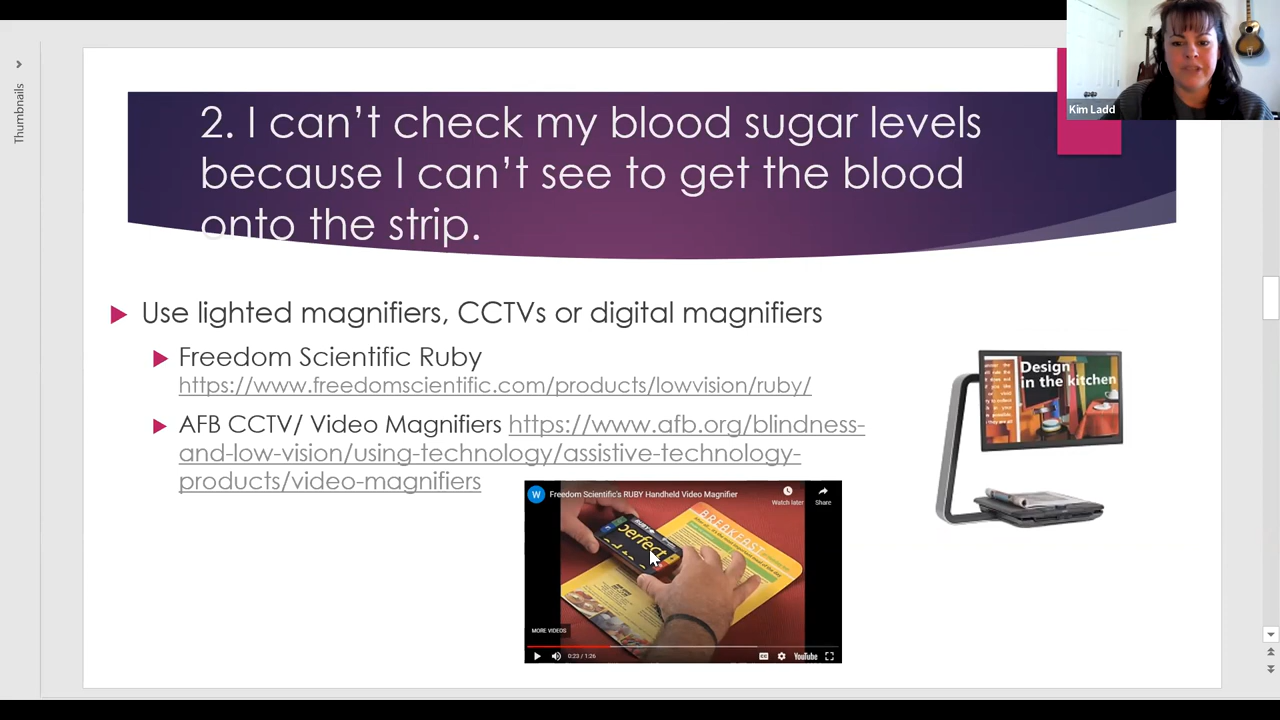 Thumbnails
Kim Ladd
2. I can’t check my blood sugar levels
because I can’t see to get the blood
onto the strip.
Use lighted magnifiers, CCTVs or digital magnifiers
Freedom Scientific Ruby
https://www.freedomscientific.com/products/lowvision/ruby/
AFB CCTV/ Video Magnifiers https://www.afb.org/blindness-
and-low-vision/using-technology/assistive-technology-
products/video-magnifiers
Design
in the kitchen
W
Freedom Scientific's RUBY Handheld Video Magnifier
Watch later
Share
RUBY
perfect
BREAKFAST
MORE VIDEOS
0:23 / 1:26
CC
YouTube